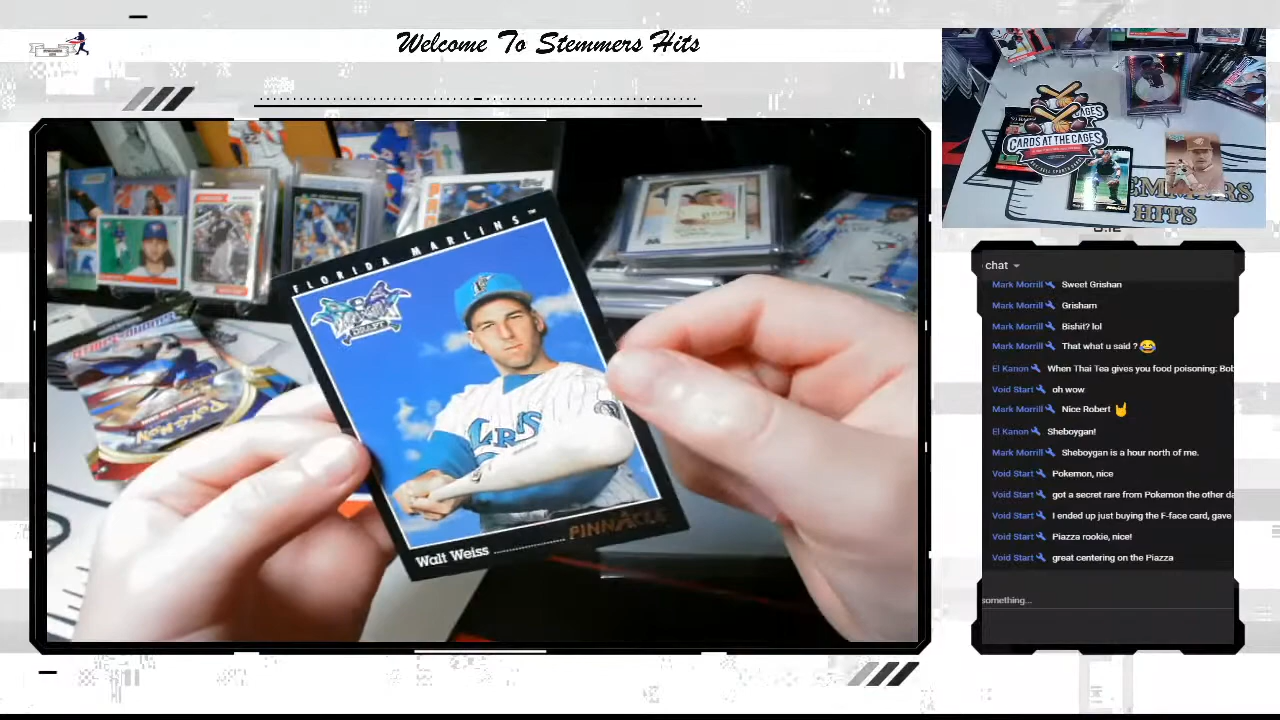 Welcome To Stemmers Hits
FLORIDA MARLINS™
DRAFT
Walt Weiss
PINNACLE
POKÉMON
CAGES
CARDS AT THE CAGES
HITS
chat
Mark Morrill Sweet Grishan
Mark Morrill Grisham
Mark Morrill Bishit? lol
Mark Morrill That what u said ? 😂
El Kanon When Thai Tea gives you food poisoning: Bob
Void Start oh wow
Mark Morrill Nice Robert 🤘
El Kanon Sheboygan!
Mark Morrill Sheboygan is a hour north of me.
Void Start Pokemon, nice
Void Start got a secret rare from Pokemon the other da
Void Start I ended up just buying the F-face card, gave
Void Start Piazza rookie, nice!
Void Start great centering on the Piazza
something...